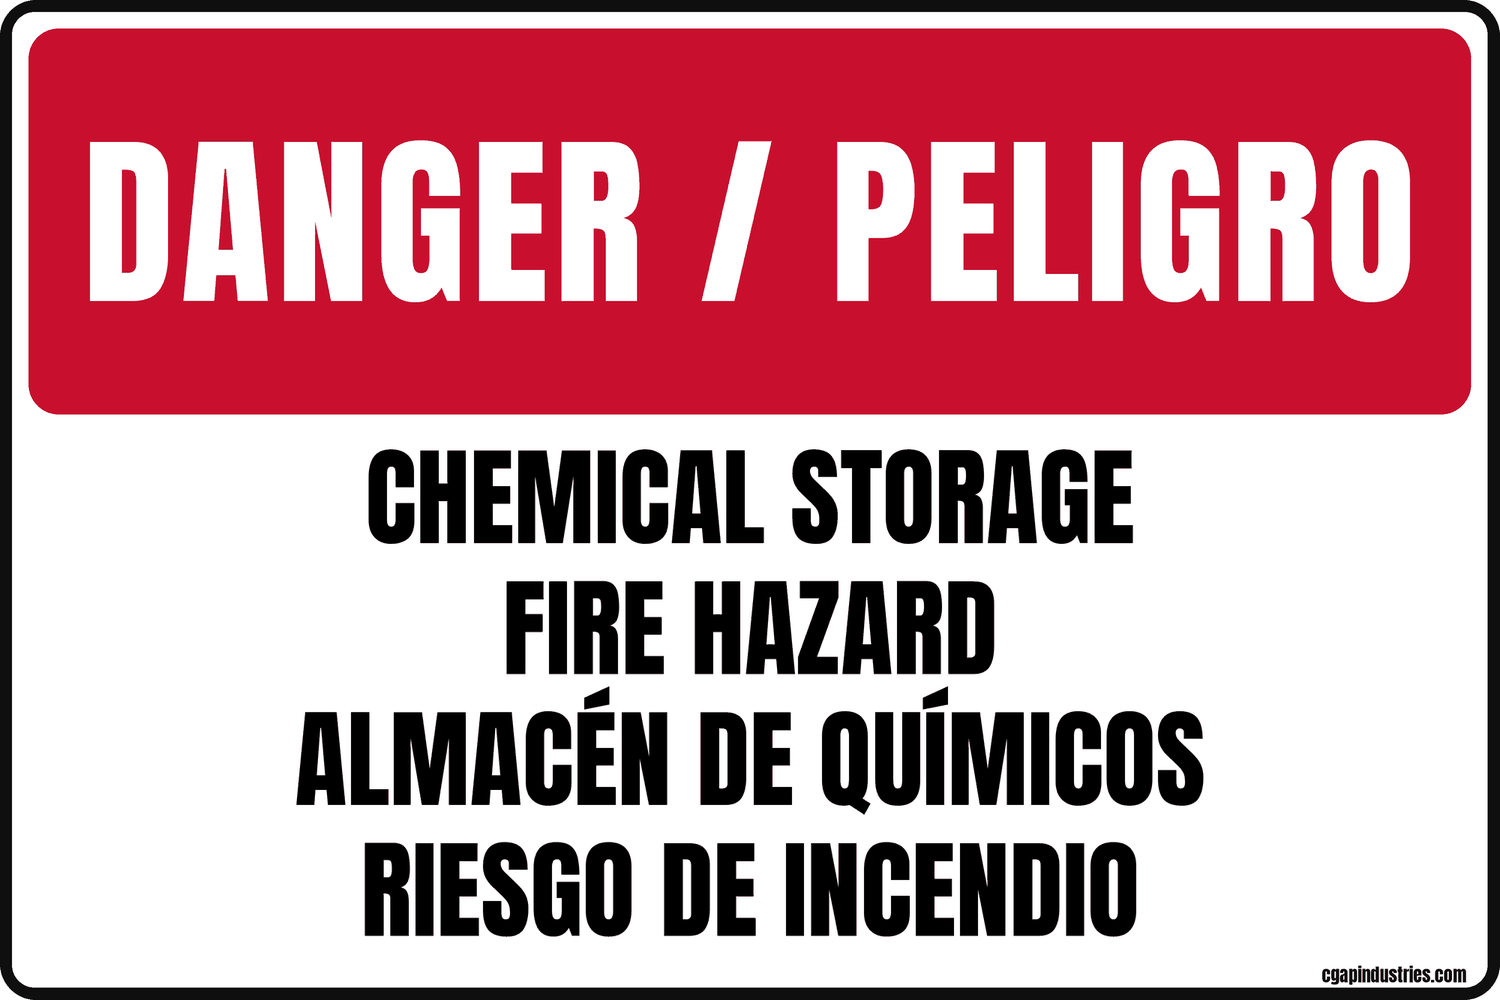 DANGER / PELIGRO
CHEMICAL STORAGE
FIRE HAZARD
ALMACÉN DE QUÍMICOS
RIESGO DE INCENDIO
cgapindustries.com